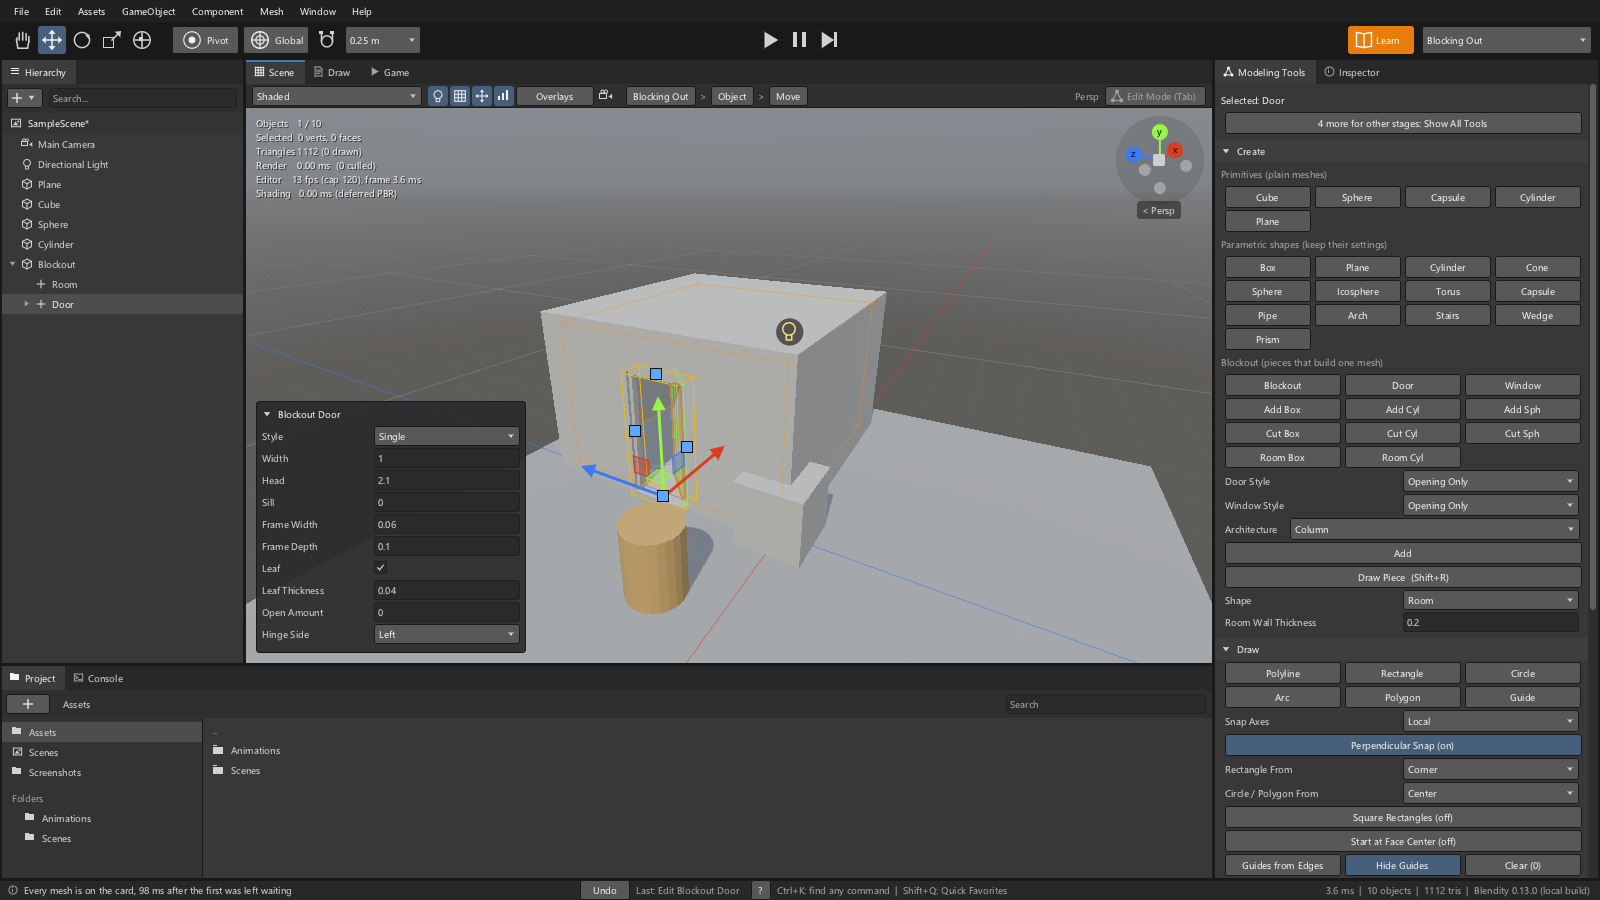 File Edit Assets GameObject Component Mesh Window Help
Pivot Global 0.25 m Learn Blocking Out
Hierarchy
Search...
SampleScene*
Main Camera
Directional Light
Plane
Cube
Sphere
Cylinder
Blockout
Room
Door
Scene Draw Game
Shaded Overlays Blocking Out > Object > Move Persp Edit Mode (Tab)
Objects 1 / 10
Selected 0 verts, 0 faces
Triangles 1112 (0 drawn)
Render 0.00 ms (0 culled)
Editor 13 fps (cap 120), frame 3.6 ms
Shading 0.00 ms (deferred PBR)
y
z x
< Persp
Blockout Door
Style Single
Width 1
Head 2.1
Sill 0
Frame Width 0.06
Frame Depth 0.1
Leaf
Leaf Thickness 0.04
Open Amount 0
Hinge Side Left
Modeling Tools Inspector
Selected: Door
4 more for other stages: Show All Tools
Create
Primitives (plain meshes)
Cube Sphere Capsule Cylinder
Plane
Parametric shapes (keep their settings)
Box Plane Cylinder Cone
Sphere Icosphere Torus Capsule
Pipe Arch Stairs Wedge
Prism
Blockout (pieces that build one mesh)
Blockout Door Window
Add Box Add Cyl Add Sph
Cut Box Cut Cyl Cut Sph
Room Box Room Cyl
Door Style Opening Only
Window Style Opening Only
Architecture Column
Add
Draw Piece (Shift+R)
Shape Room
Room Wall Thickness 0.2
Draw
Polyline Rectangle Circle
Arc Polygon Guide
Snap Axes Local
Perpendicular Snap (on)
Rectangle From Corner
Circle / Polygon From Center
Square Rectangles (off)
Start at Face Center (off)
Guides from Edges Hide Guides Clear (0)
Project Console
+ Assets Search
Assets
Scenes
Screenshots
Folders
Animations
Scenes
..
Animations
Scenes
Every mesh is on the card, 98 ms after the first was left waiting Undo Last: Edit Blockout Door ? Ctrl+K: find any command | Shift+Q: Quick Favorites 3.6 ms | 10 objects | 1112 tris | Blendity 0.13.0 (local build)